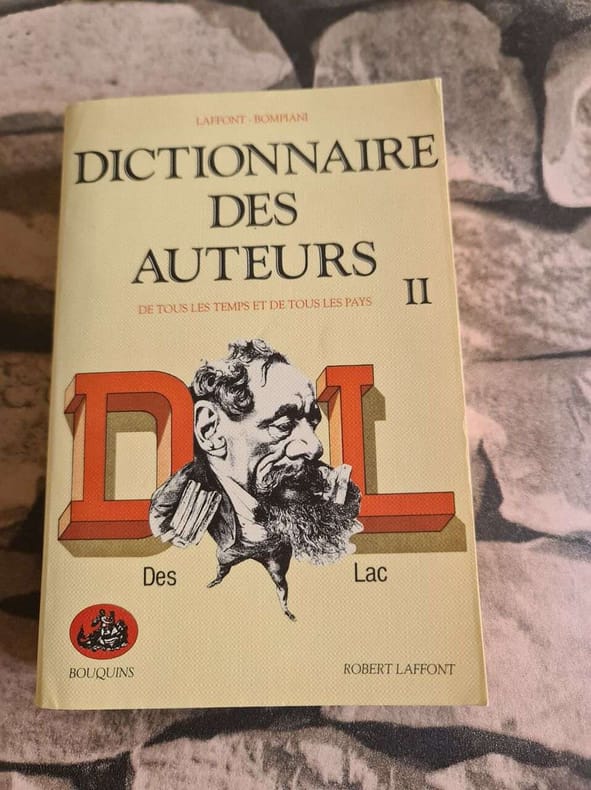 LAFFONT - BOMPIANI
DICTIONNAIRE
DES
AUTEURS
II
DE TOUS LES TEMPS ET DE TOUS LES PAYS
D L
Des Lac
BOUQUINS
ROBERT LAFFONT